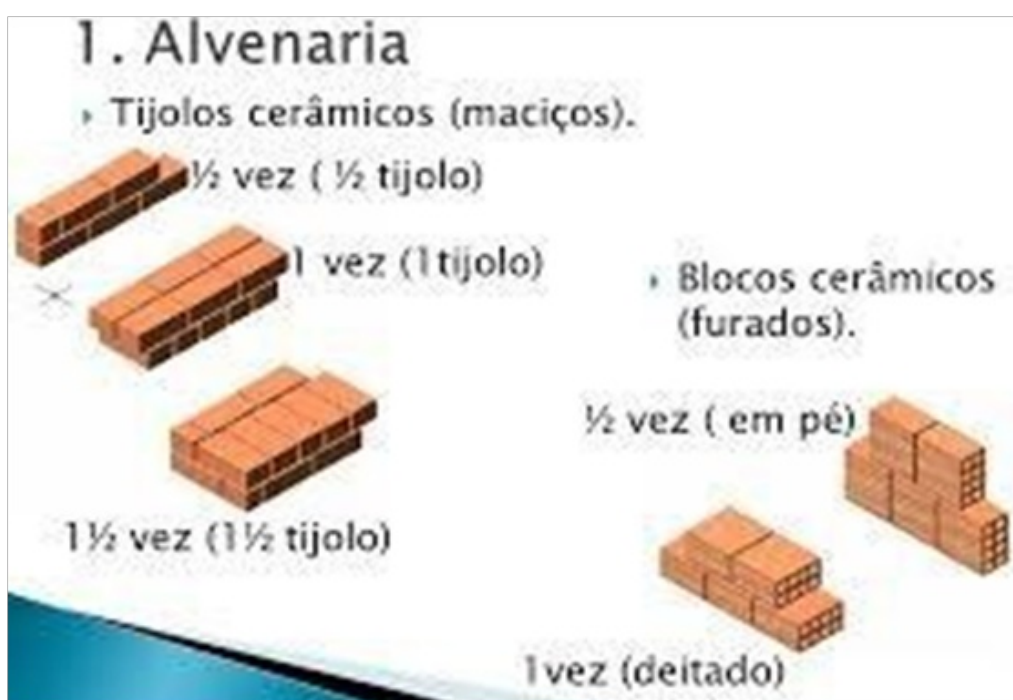 1. Alvenaria
Tijolos cerâmicos (maciços).
½ vez ( ½ tijolo)
1 vez (1tijolo)
1½ vez (1½ tijolo)
Blocos cerâmicos
(furados).
½ vez ( em pé)
1vez (deitado)